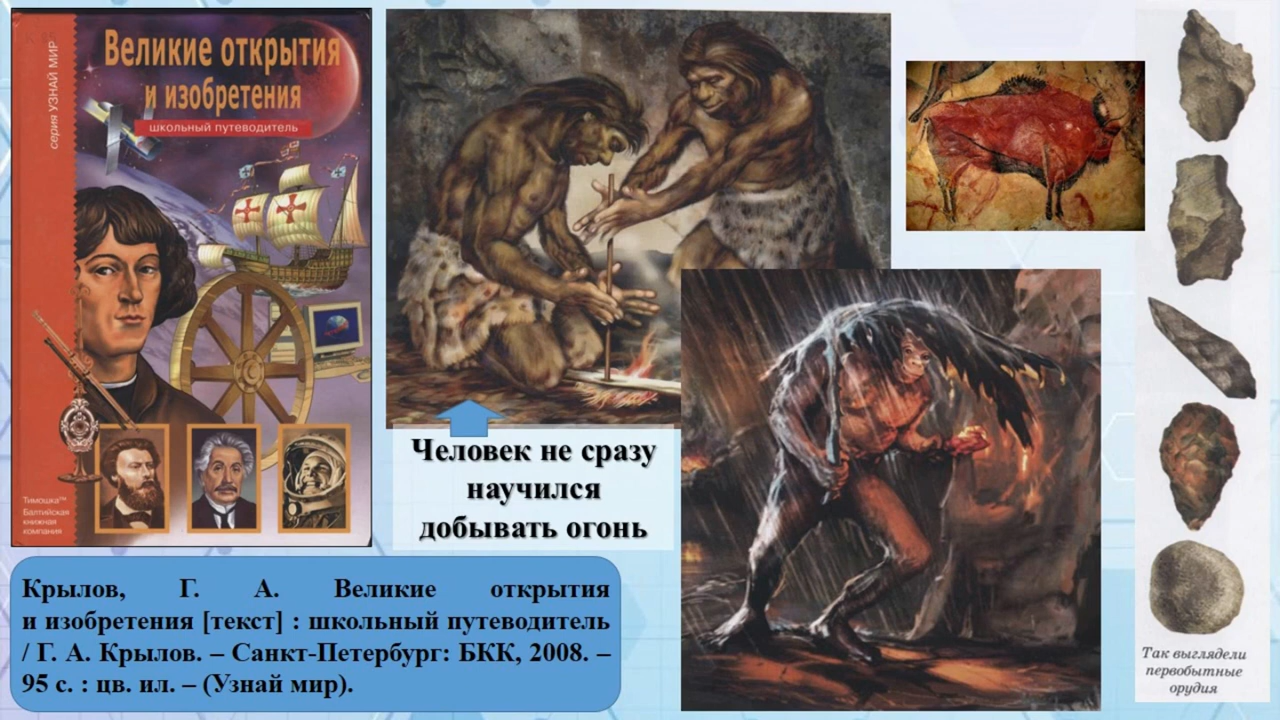 серия УЗНАЙ МИР
Великие открытия
и изобретения
школьный путеводитель
Тимошка™
Балтийская
книжная
компания
Человек не сразу
научился
добывать огонь
Крылов, Г. А. Великие открытия
и изобретения [текст] : школьный путеводитель
/ Г. А. Крылов. – Санкт-Петербург: БКК, 2008. –
95 с. : цв. ил. – (Узнай мир).
Так выглядели
первобытные
орудия